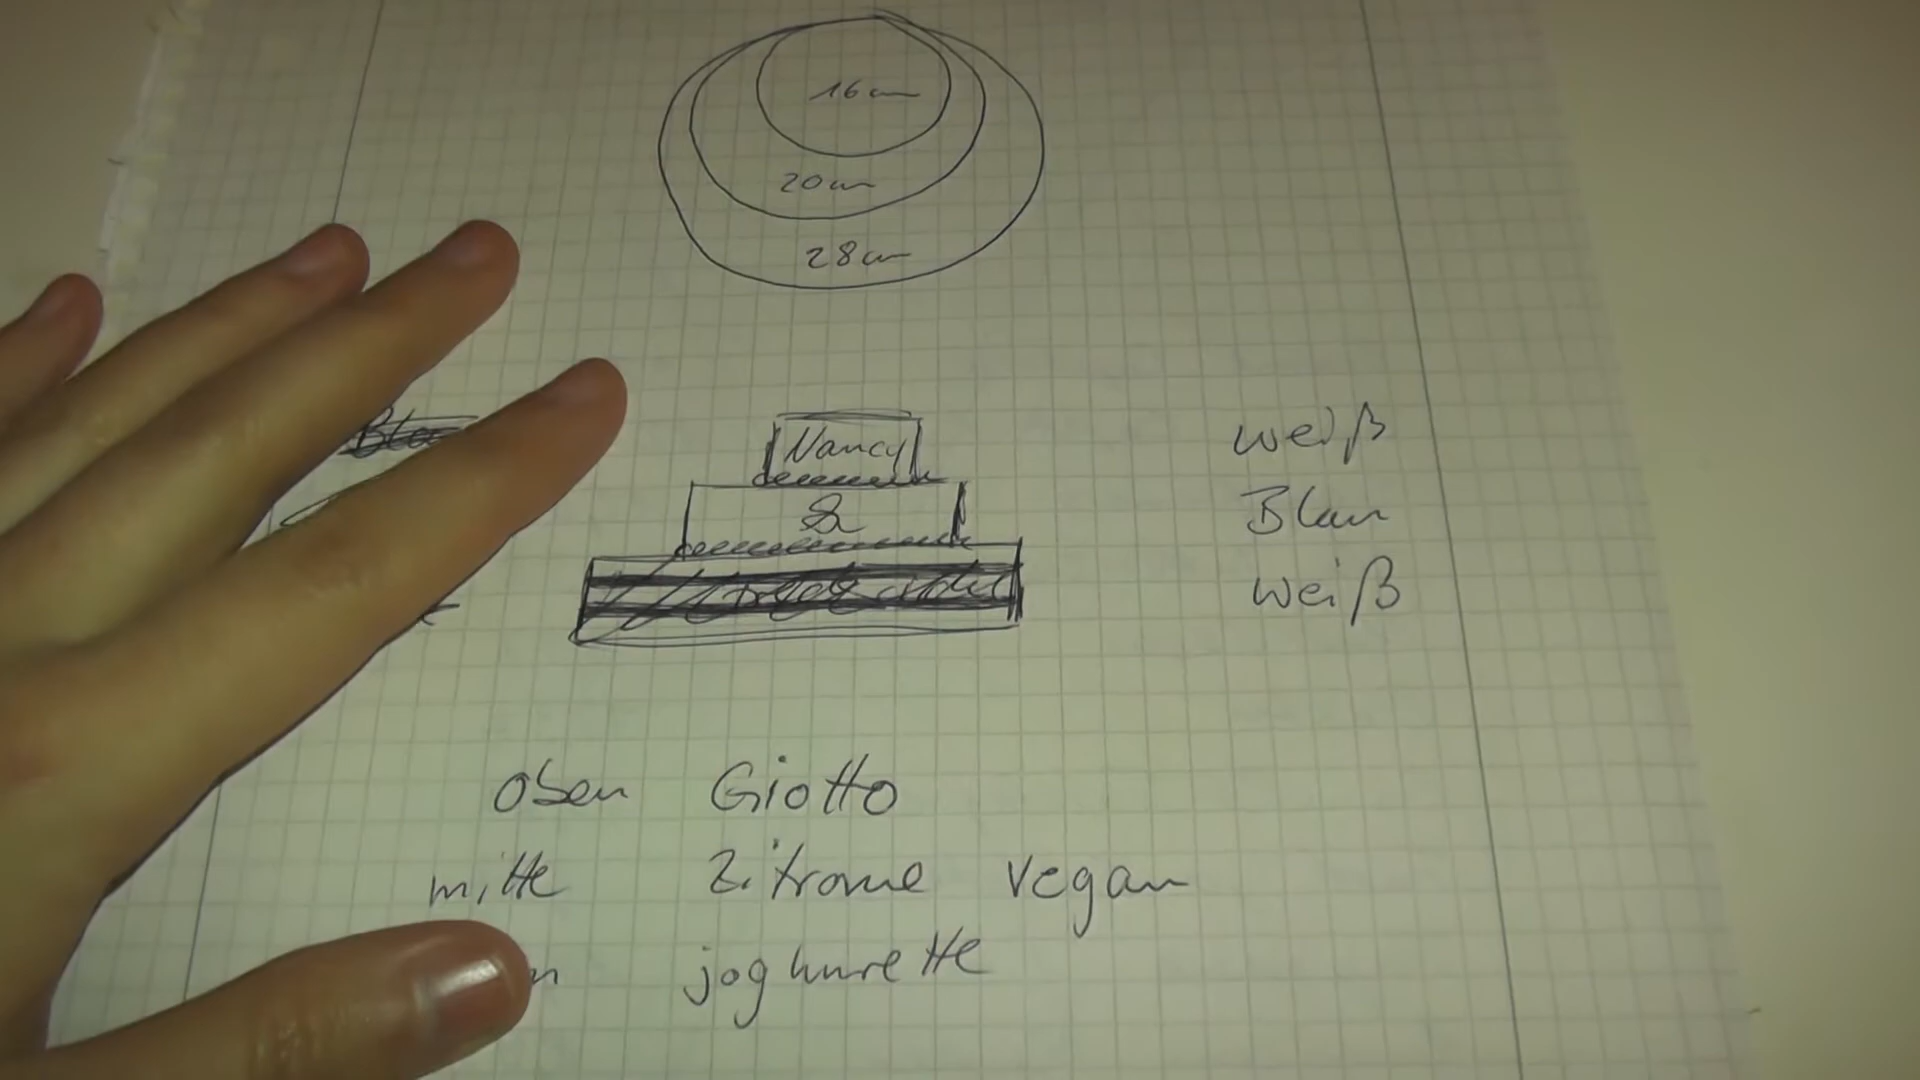 16cm
20cm
28cm
Nancy weiß
& Blau
weiß
oben Giotto
mitte Zitrone vegan
joghurette